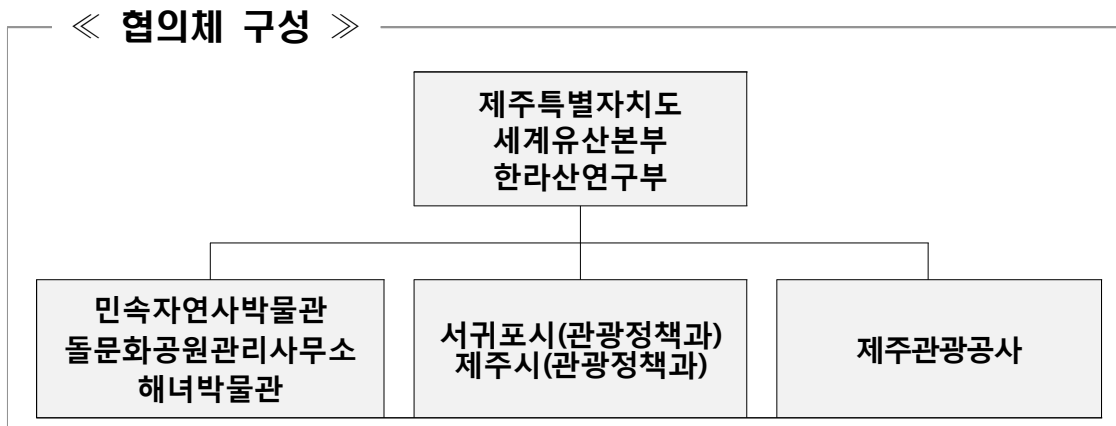 ≪ 협의체 구성 ≫
제주특별자치도
세계유산본부
한라산연구부
민속자연사박물관
돌문화공원관리사무소
해녀박물관
서귀포시(관광정책과)
제주시(관광정책과)
제주관광공사